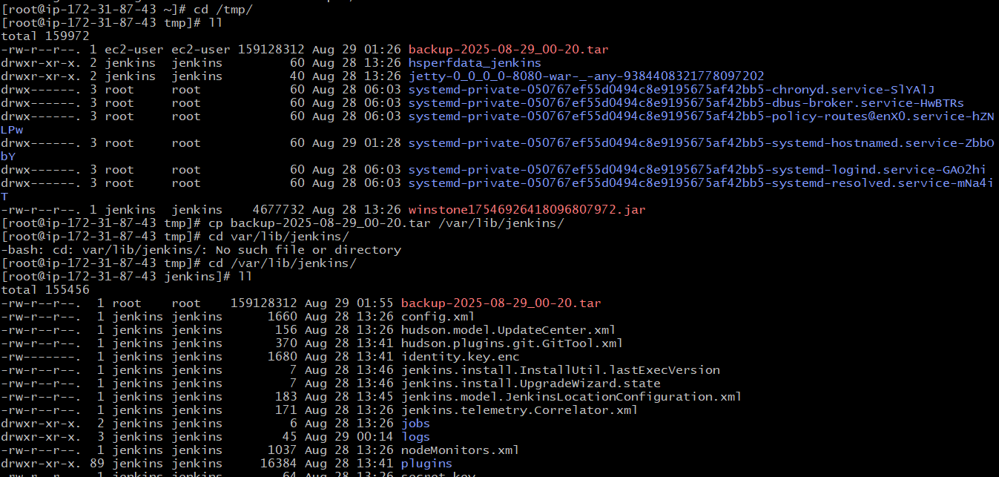 [root@ip-172-31-87-43 ~]# cd /tmp/
[root@ip-172-31-87-43 tmp]# ll
total 159972
-rw-r--r--. 1 ec2-user ec2-user 159128312 Aug 29 01:26 backup-2025-08-29_00-20.tar
drwxr-xr-x. 2 jenkins  jenkins         60 Aug 28 13:26 hsperfdata_jenkins
drwxr-xr-x. 2 jenkins  jenkins         40 Aug 28 13:26 jetty-0_0_0_0-8080-war-_-any-9384408321778097202
drwx------. 3 root     root            60 Aug 28 06:03 systemd-private-050767ef55d0494c8e9195675af42bb5-chronyd.service-SlYAlJ
drwx------. 3 root     root            60 Aug 28 06:03 systemd-private-050767ef55d0494c8e9195675af42bb5-dbus-broker.service-HwBTRs
drwx------. 3 root     root            60 Aug 28 06:03 systemd-private-050767ef55d0494c8e9195675af42bb5-policy-routes@enX0.service-hZN
LPw
drwx------. 3 root     root            60 Aug 29 01:28 systemd-private-050767ef55d0494c8e9195675af42bb5-systemd-hostnamed.service-ZbbO
bY
drwx------. 3 root     root            60 Aug 28 06:03 systemd-private-050767ef55d0494c8e9195675af42bb5-systemd-logind.service-GAO2hi
drwx------. 3 root     root            60 Aug 28 06:03 systemd-private-050767ef55d0494c8e9195675af42bb5-systemd-resolved.service-mNa4i
T
-rw-r--r--. 1 jenkins  jenkins    4677732 Aug 28 13:26 winstone17546926418096807972.jar
[root@ip-172-31-87-43 tmp]# cp backup-2025-08-29_00-20.tar /var/lib/jenkins/
[root@ip-172-31-87-43 tmp]# cd var/lib/jenkins/
-bash: cd: var/lib/jenkins/: No such file or directory
[root@ip-172-31-87-43 tmp]# cd /var/lib/jenkins/
[root@ip-172-31-87-43 jenkins]# ll
total 155456
-rw-r--r--.  1 root    root    159128312 Aug 29 01:55 backup-2025-08-29_00-20.tar
-rw-r--r--.  1 jenkins jenkins      1660 Aug 28 13:26 config.xml
-rw-r--r--.  1 jenkins jenkins       156 Aug 28 13:26 hudson.model.UpdateCenter.xml
-rw-r--r--.  1 jenkins jenkins       370 Aug 28 13:41 hudson.plugins.git.GitTool.xml
-rw-------.  1 jenkins jenkins      1680 Aug 28 13:41 identity.key.enc
-rw-r--r--.  1 jenkins jenkins         7 Aug 28 13:46 jenkins.install.InstallUtil.lastExecVersion
-rw-r--r--.  1 jenkins jenkins         7 Aug 28 13:46 jenkins.install.UpgradeWizard.state
-rw-r--r--.  1 jenkins jenkins       183 Aug 28 13:45 jenkins.model.JenkinsLocationConfiguration.xml
-rw-r--r--.  1 jenkins jenkins       171 Aug 28 13:26 jenkins.telemetry.Correlator.xml
drwxr-xr-x.  2 jenkins jenkins         6 Aug 28 13:26 jobs
drwxr-xr-x.  3 jenkins jenkins        45 Aug 29 00:14 logs
-rw-r--r--.  1 jenkins jenkins      1037 Aug 28 13:26 nodeMonitors.xml
drwxr-xr-x. 89 jenkins jenkins     16384 Aug 28 13:41 plugins
-rw-r--r--.  1 jenkins jenkins        64 Aug 28 13:26 secret.key